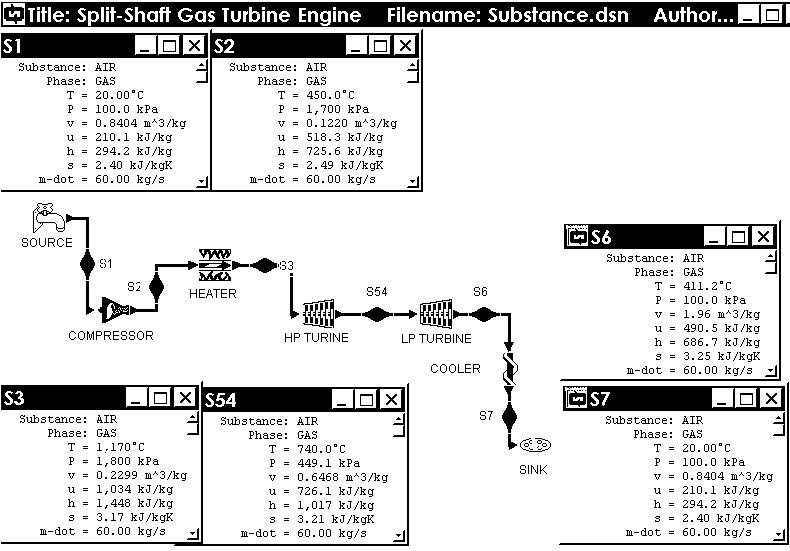 Title: Split-Shaft Gas Turbine Engine Filename: Substance.dsn Author...
S1
Substance: AIR
Phase: GAS
T = 20.00°C
P = 100.0 kPa
v = 0.8404 m^3/kg
u = 210.1 kJ/kg
h = 294.2 kJ/kg
s = 2.40 kJ/kgK
m-dot = 60.00 kg/s
S2
Substance: AIR
Phase: GAS
T = 450.0°C
P = 1,700 kPa
v = 0.1220 m^3/kg
u = 518.3 kJ/kg
h = 725.6 kJ/kg
s = 2.49 kJ/kgK
m-dot = 60.00 kg/s
SOURCE
S1
S2
COMPRESSOR
HEATER
S3
HP TURINE
S54
LP TURBINE
S6
COOLER
S7
SINK
S6
Substance: AIR
Phase: GAS
T = 411.2°C
P = 100.0 kPa
v = 1.96 m^3/kg
u = 490.5 kJ/kg
h = 686.7 kJ/kg
s = 3.25 kJ/kgK
m-dot = 60.00 kg/s
S3
Substance: AIR
Phase: GAS
T = 1,170°C
P = 1,800 kPa
v = 0.2299 m^3/kg
u = 1,034 kJ/kg
h = 1,448 kJ/kg
s = 3.17 kJ/kgK
m-dot = 60.00 kg/s
S54
Substance: AIR
Phase: GAS
T = 740.0°C
P = 449.1 kPa
v = 0.6468 m^3/kg
u = 726.1 kJ/kg
h = 1,017 kJ/kg
s = 3.21 kJ/kgK
m-dot = 60.00 kg/s
S7
Substance: AIR
Phase: GAS
T = 20.00°C
P = 100.0 kPa
v = 0.8404 m^3/kg
u = 210.1 kJ/kg
h = 294.2 kJ/kg
s = 2.40 kJ/kgK
m-dot = 60.00 kg/s